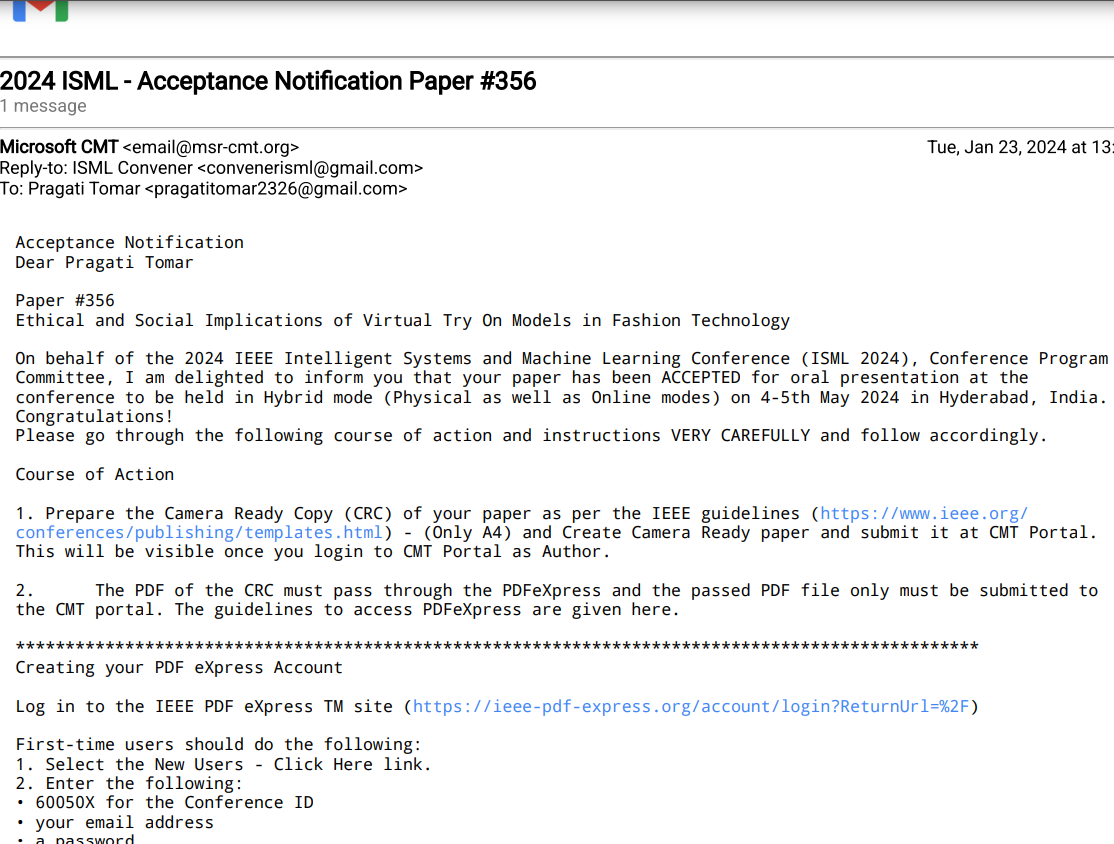 2024 ISML - Acceptance Notification Paper #356
1 message
Microsoft CMT <email@msr-cmt.org>
Tue, Jan 23, 2024 at 13:
Reply-to: ISML Convener <convenerisml@gmail.com>
To: Pragati Tomar <pragatitomar2326@gmail.com>
Acceptance Notification
Dear Pragati Tomar
Paper #356
Ethical and Social Implications of Virtual Try On Models in Fashion Technology
On behalf of the 2024 IEEE Intelligent Systems and Machine Learning Conference (ISML 2024), Conference Program
Committee, I am delighted to inform you that your paper has been ACCEPTED for oral presentation at the
conference to be held in Hybrid mode (Physical as well as Online modes) on 4-5th May 2024 in Hyderabad, India.
Congratulations!
Please go through the following course of action and instructions VERY CAREFULLY and follow accordingly.
Course of Action
1. Prepare the Camera Ready Copy (CRC) of your paper as per the IEEE guidelines (https://www.ieee.org/
conferences/publishing/templates.html) - (Only A4) and Create Camera Ready paper and submit it at CMT Portal.
This will be visible once you login to CMT Portal as Author.
2. The PDF of the CRC must pass through the PDFeXpress and the passed PDF file only must be submitted to
the CMT portal. The guidelines to access PDFeXpress are given here.
*************************************************************************************************
Creating your PDF eXpress Account
Log in to the IEEE PDF eXpress TM site (https://ieee-pdf-express.org/account/login?ReturnUrl=%2F)
First-time users should do the following:
1. Select the New Users - Click Here link.
2. Enter the following:
• 60050X for the Conference ID
• your email address
• a password